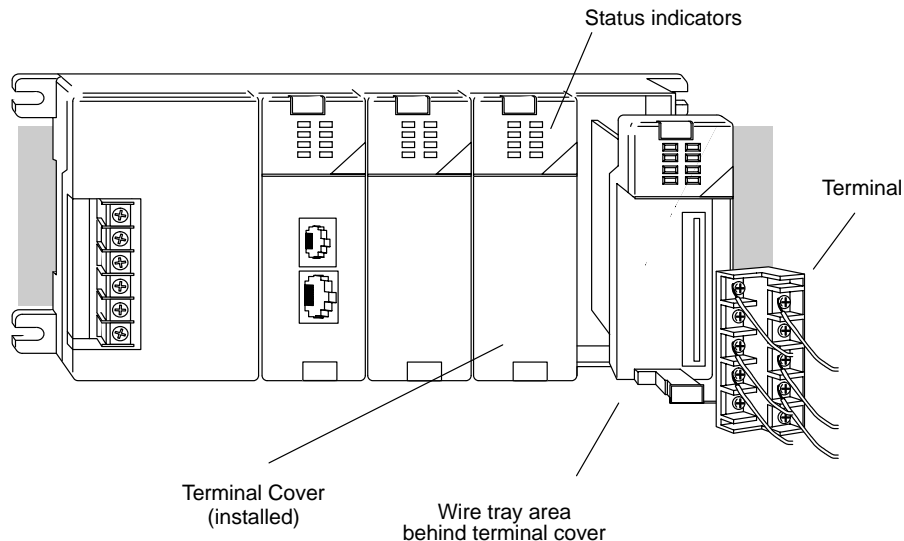 Status indicators
Terminal
Terminal Cover
(installed)
Wire tray area
behind terminal cover